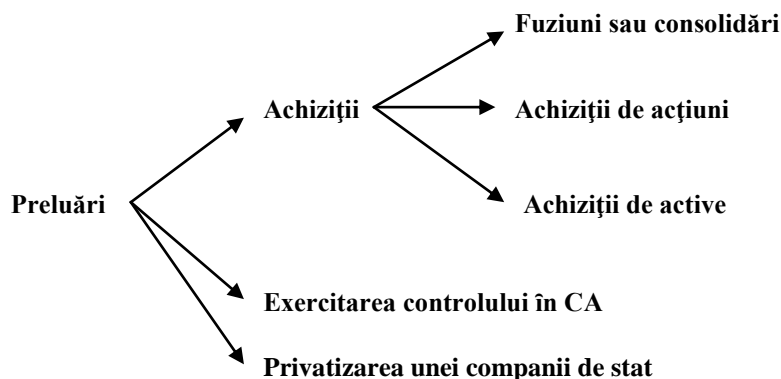 Fuziuni sau consolidări
Achiziţii
Achiziţii de acţiuni
Preluări
Achiziţii de active
Exercitarea controlului în CA
Privatizarea unei companii de stat